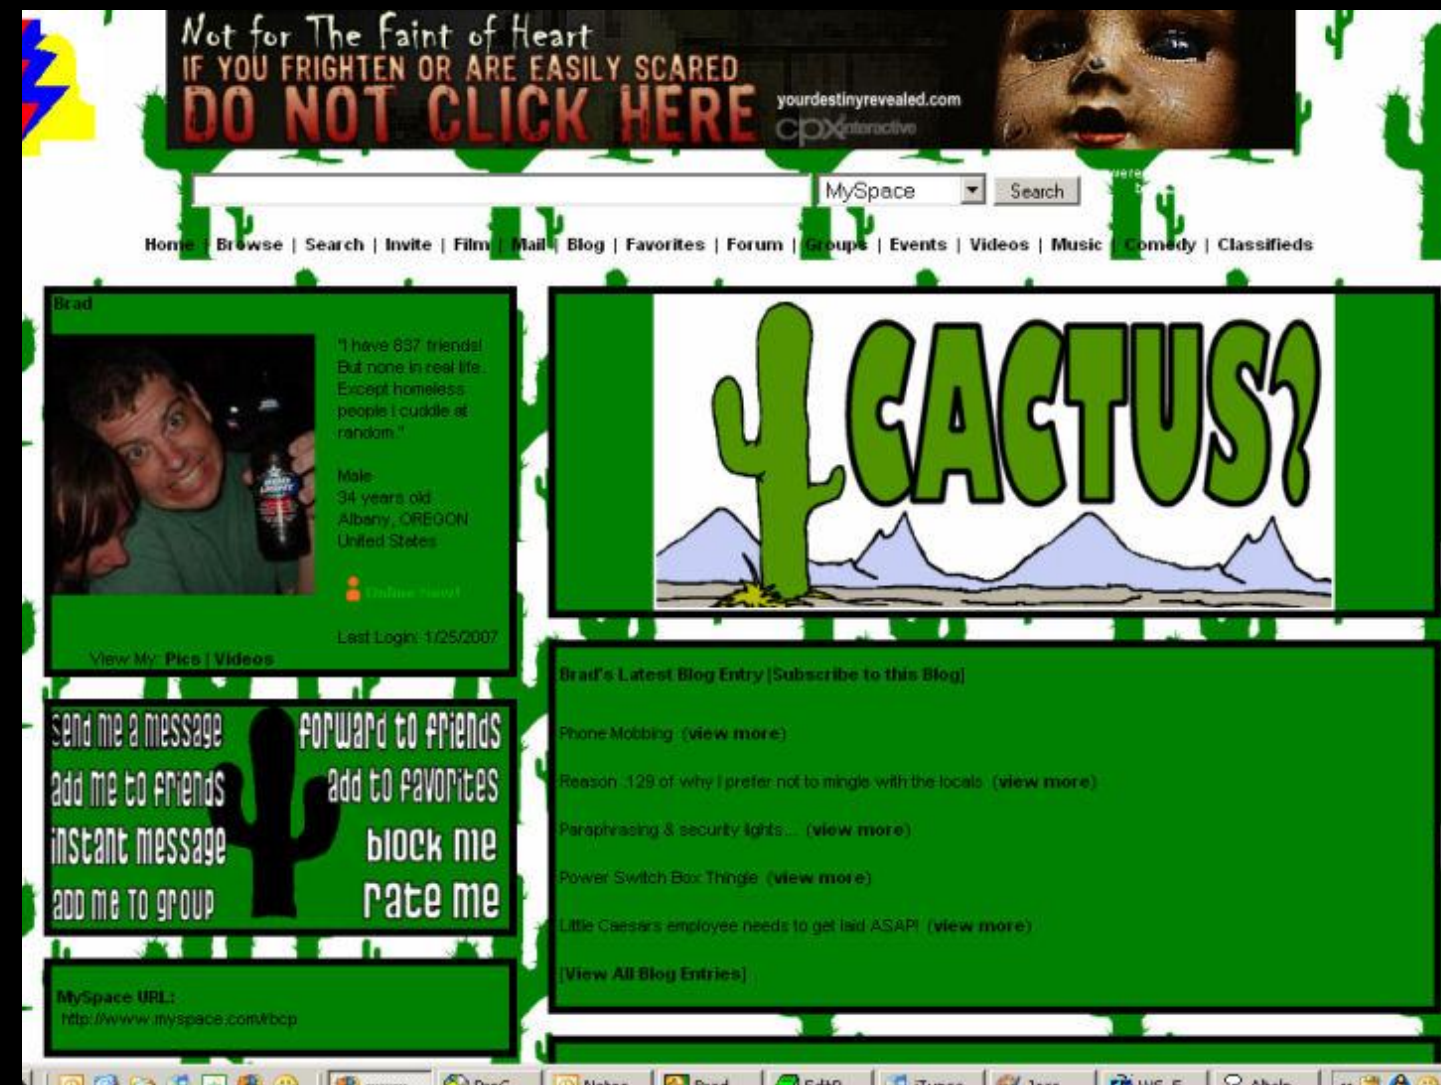 Not for The Faint of Heart
IF YOU FRIGHTEN OR ARE EASILY SCARED
DO NOT CLICK HERE
yourdestinyrevealed.com
cpxinteractive
MySpace
Search
Home | Browse | Search | Invite | Film | Mail | Blog | Favorites | Forum | Groups | Events | Videos | Music | Comedy | Classifieds
Brad
"I have 837 friends!
But none in real life.
Except homeless
people I cuddle at
random."
Male
34 years old
Albany, OREGON
United States
Online Now!
Last Login: 1/25/2007
View My: Pics | Videos
BUD LIGHT
send me a message
forward to friends
add me to friends
add to favorites
instant message
block me
add me to group
rate me
MySpace URL:
http://www.myspace.com/rbcp
CACTUS?
Brad's Latest Blog Entry [Subscribe to this Blog]
Phone Mobbing (view more)
Reason .129 of why I prefer not to mingle with the locals (view more)
Paraphrasing & security lights... (view more)
Power Switch Box Thingie (view more)
Little Caesars employee needs to get laid ASAP! (view more)
[View All Blog Entries]